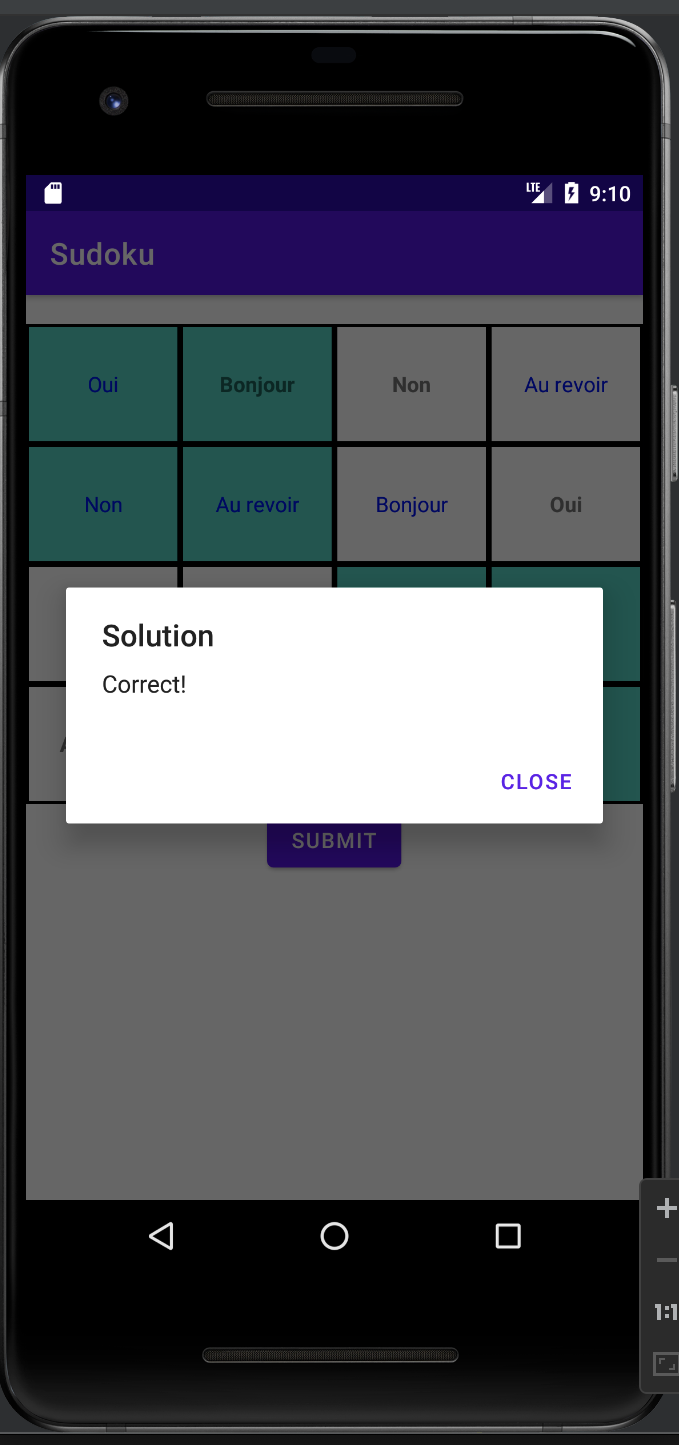 LTE 9:10
Sudoku
Oui Bonjour Non Au revoir
Non Au revoir Bonjour Oui
Solution
Correct!
CLOSE
SUBMIT
1:1